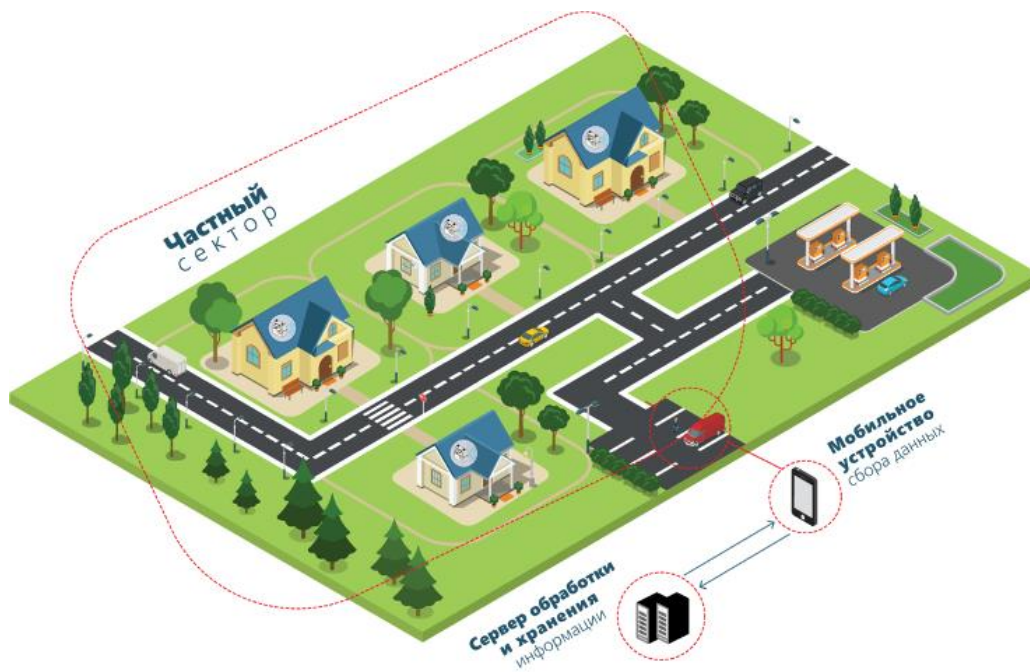 Частный
сектор
Мобильное
устройство
сбора данных
Сервер обработки
и хранения
информации